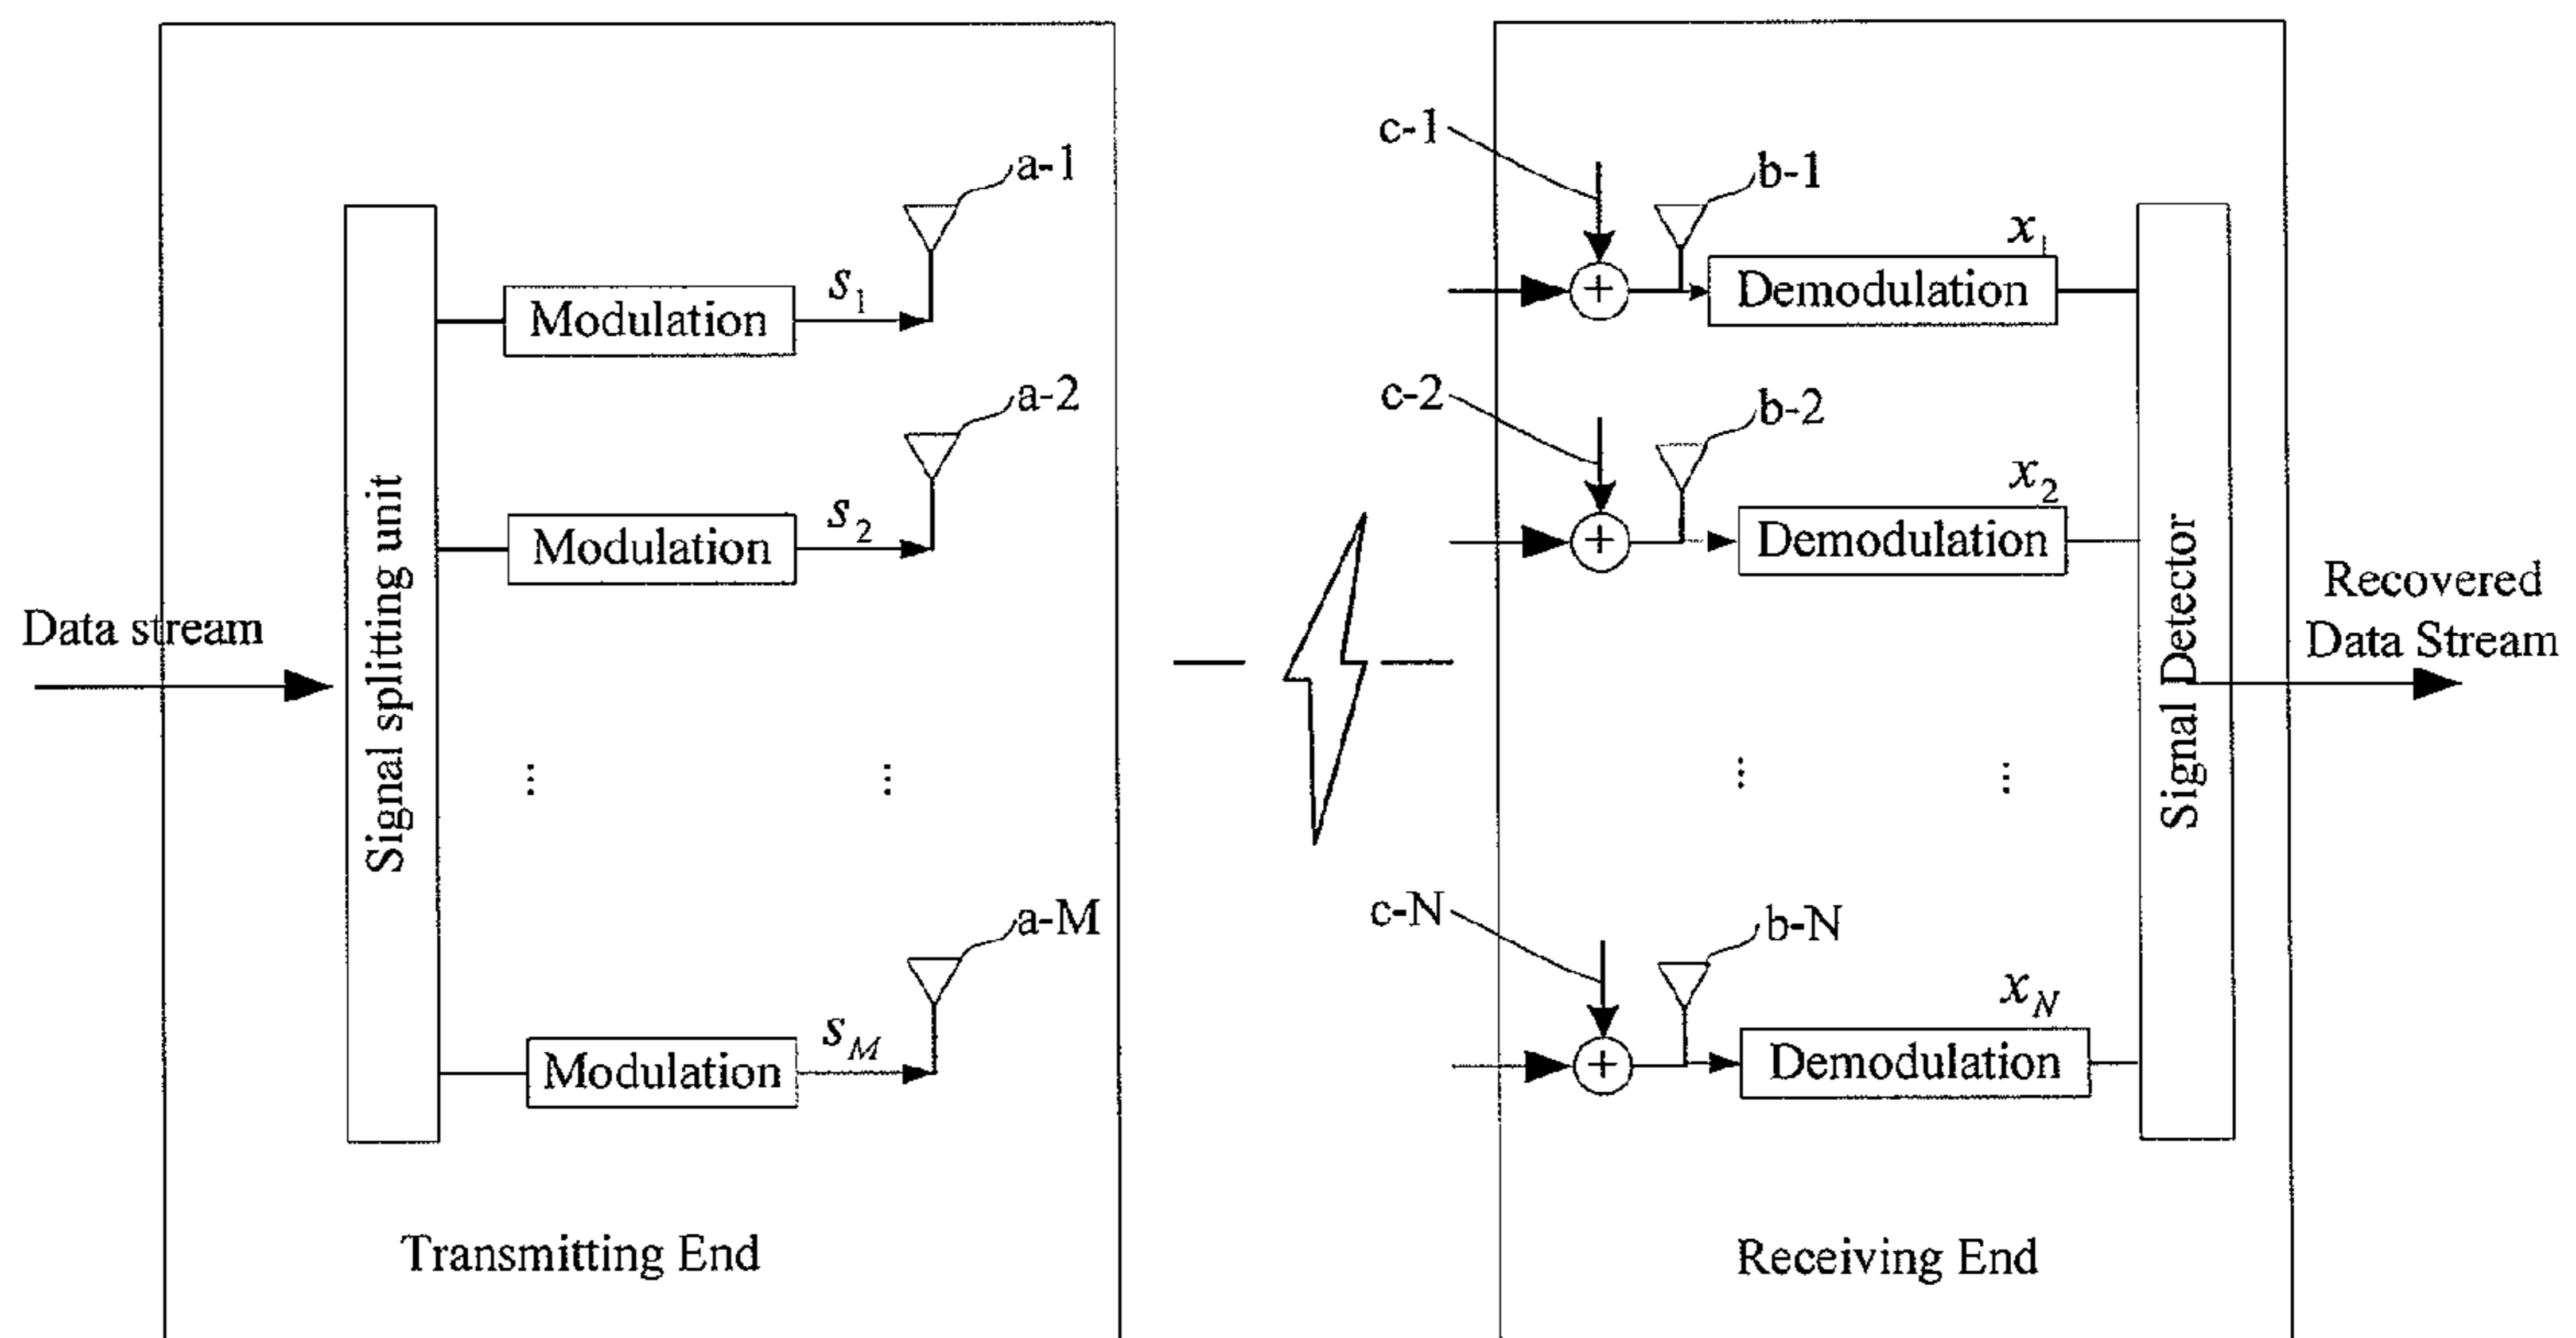 Data stream
Signal splitting unit
Modulation
s1
a-1
Modulation
s2
a-2
⋮
⋮
Modulation
sM
a-M
Transmitting End
c-1
+
b-1
Demodulation
x1
c-2
+
b-2
Demodulation
x2
⋮
⋮
c-N
+
b-N
Demodulation
xN
Signal Detector
Receiving End
Recovered
Data Stream